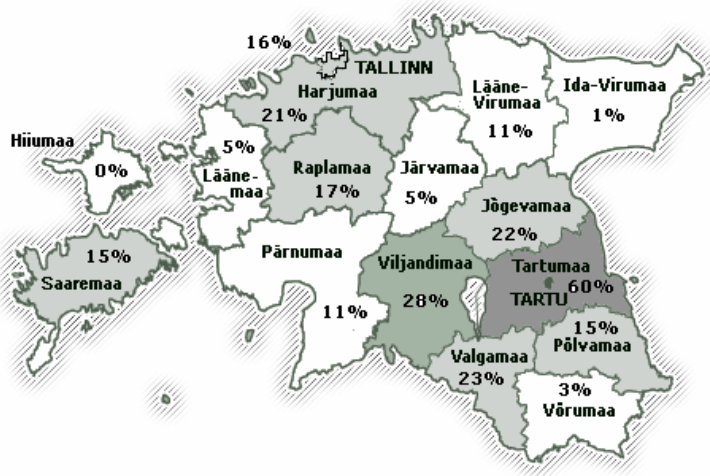 16%
TALLINN
Harjumaa
21%
Lääne-
Virumaa
11%
Ida-Virumaa
1%
Hiiumaa
0%
5%
Lääne-
maa
Raplamaa
17%
Järvamaa
5%
Jõgevamaa
22%
15%
Saaremaa
Pärnumaa
11%
Viljandimaa
28%
Tartumaa
60%
TARTU
15%
Põlvamaa
Valgamaa
23%
3%
Võrumaa